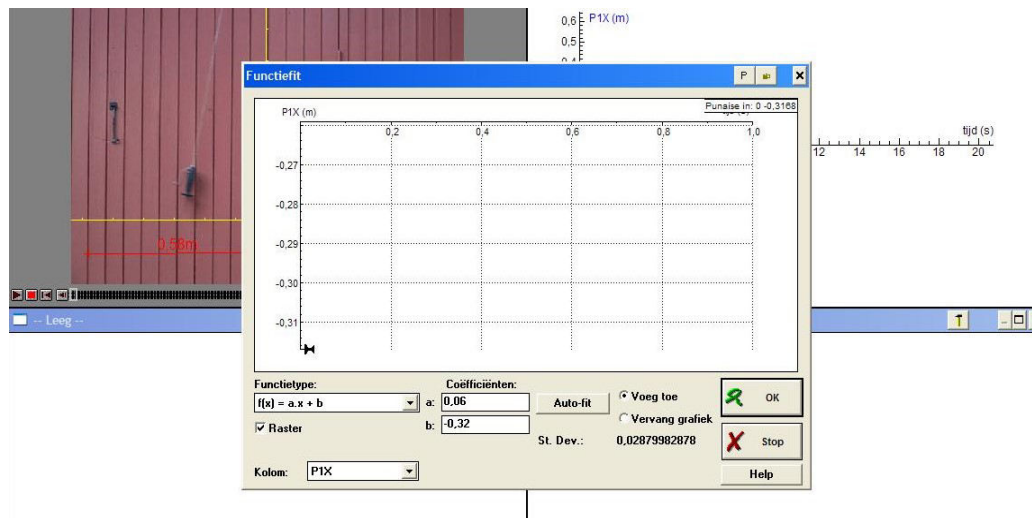 0,6 P1X (m)
0,5
0,4
Functiefit
P
P1X (m)
Punaise in: 0 -0,3168
0,2 0,4 0,6 0,8 1,0
-0,27
-0,28
-0,29
-0,30
-0,31
tijd (s)
12 14 16 18 20
0,58m
-- Leeg --
Functietype:
f(x) = a.x + b
Raster
Kolom: P1X
Coëfficiënten:
a: 0,06
b: -0,32
Auto-fit
Voeg toe
Vervang grafiek
St. Dev.: 0,02879982878
OK
Stop
Help